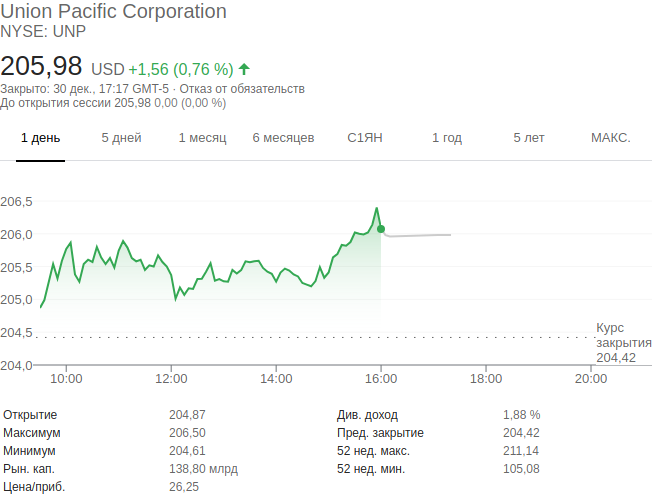 Union Pacific Corporation
NYSE: UNP
205,98 USD +1,56 (0,76 %)
Закрыто: 30 дек., 17:17 GMT-5 · Отказ от обязательств
До открытия сессии 205,98 0,00 (0,00 %)
1 день 5 дней 1 месяц 6 месяцев С1ЯН 1 год 5 лет МАКС.
206,5
206,0
205,5
205,0
204,5
204,0
Курс
закрытия
204,42
10:00 12:00 14:00 16:00 18:00 20:00
Открытие 204,87 Див. доход 1,88 %
Максимум 206,50 Пред. закрытие 204,42
Минимум 204,61 52 нед. макс. 211,14
Рын. кап. 138,80 млрд 52 нед. мин. 105,08
Цена/приб. 26,25